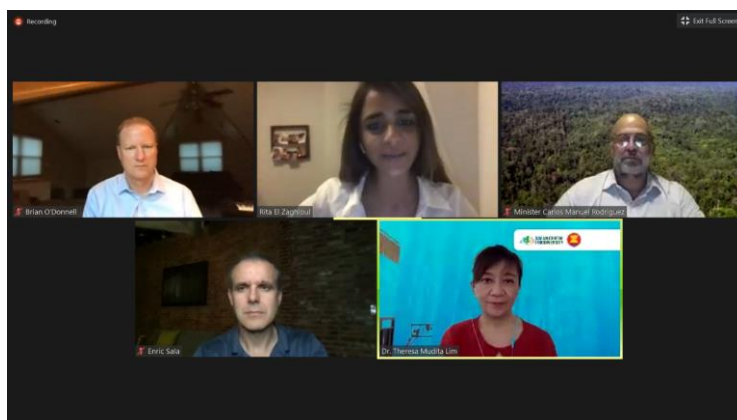 Recording
Exit Full Screen
Brian O'Donnell
Rita El Zaghloul
Minister Carlos Manuel Rodriguez
Enric Sala
Dr. Theresa Mudita Lim